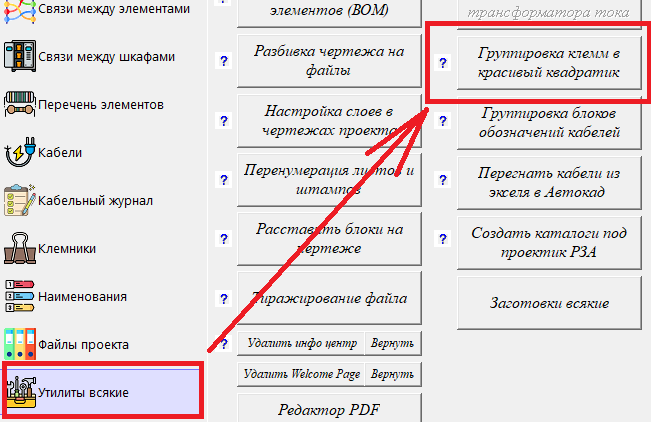 Связи между элементами
Связи между шкафами
Перечень элементов
Кабели
Кабельный журнал
Клемники
Наименования
Файлы проекта
Утилиты всякие
элементов (BOM)
?
Разбивка чертежа на
файлы
?
Настройка слоев в
чертежах проекта
?
Перенумерация листов и
штампов
?
Расставить блоки на
чертеже
?
Тиражирование файла
?
Удалить инфо центр
Вернуть
Удалить Welcome Page
Вернуть
Редактор PDF
трансформатора тока
?
Группировка клемм в
красивый квадратик
Группировка блоков
обозначений кабелей
?
Перегнать кабели из
экселя в Автокад
?
Создать каталоги под
проектик РЗА
Заготовки всякие